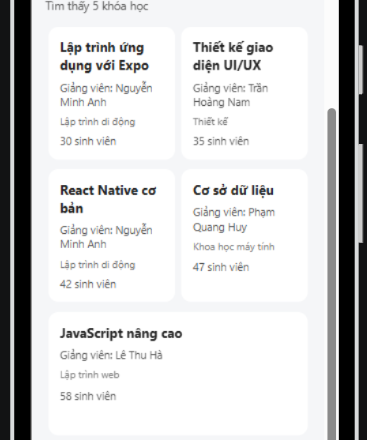 Tìm thấy 5 khóa học
Lập trình ứng
dụng với Expo
Giảng viên: Nguyễn
Minh Anh
Lập trình di động
30 sinh viên
Thiết kế giao
diện UI/UX
Giảng viên: Trần
Hoàng Nam
Thiết kế
35 sinh viên
React Native cơ
bản
Giảng viên: Nguyễn
Minh Anh
Lập trình di động
42 sinh viên
Cơ sở dữ liệu
Giảng viên: Phạm
Quang Huy
Khoa học máy tính
47 sinh viên
JavaScript nâng cao
Giảng viên: Lê Thu Hà
Lập trình web
58 sinh viên